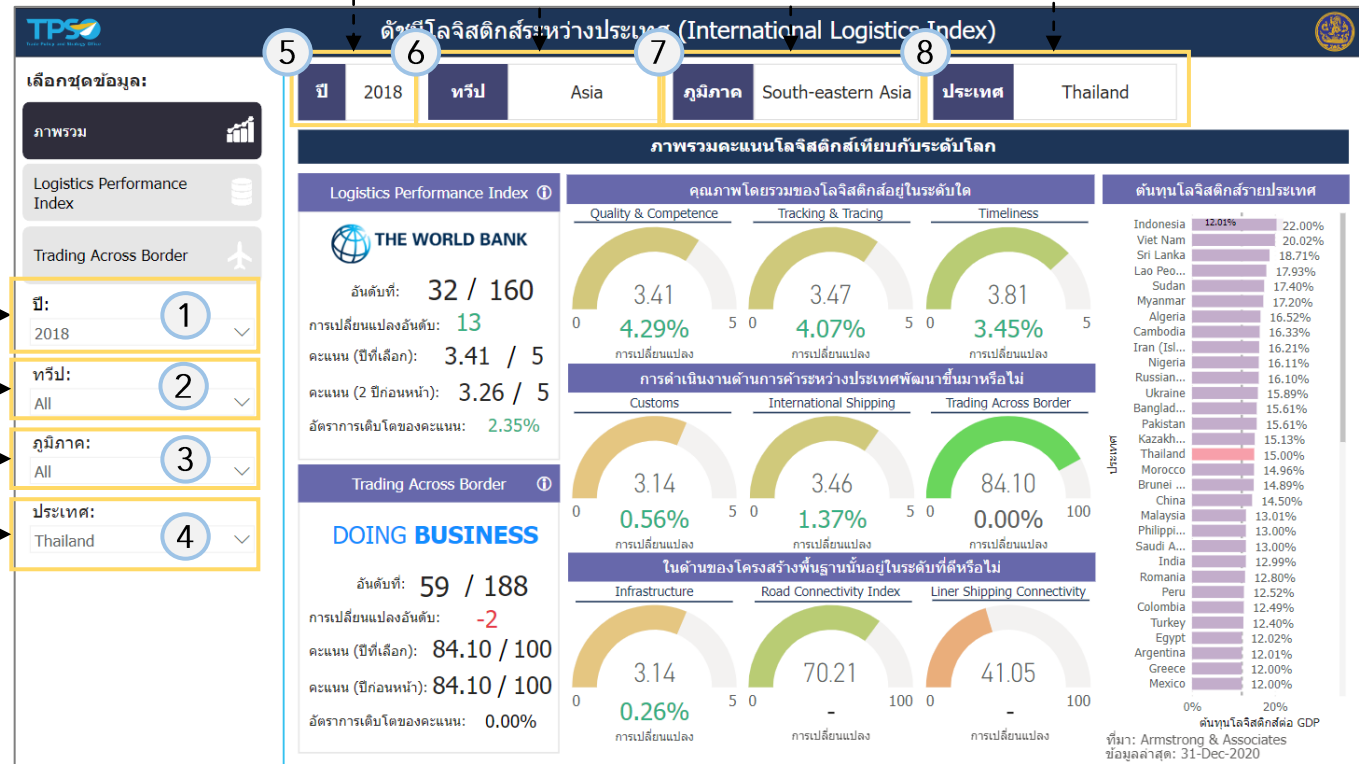 TPSO
Trade Policy and Strategy Office
ดัชนีโลจิสติกส์ระหว่างประเทศ (International Logistics Index)
5
6
7
8
เลือกชุดข้อมูล:
ปี 2018
ทวีป Asia
ภูมิภาค South-eastern Asia
ประเทศ Thailand
ภาพรวม
Logistics Performance
Index
Trading Across Border
ปี:
2018
1
ทวีป:
All
2
ภูมิภาค:
All
3
ประเทศ:
Thailand
4
ภาพรวมคะแนนโลจิสติกส์เทียบกับระดับโลก
Logistics Performance Index
THE WORLD BANK
อันดับที่: 32 / 160
การเปลี่ยนแปลงอันดับ: 13
คะแนน (ปีที่เลือก): 3.41 / 5
คะแนน (2 ปีก่อนหน้า): 3.26 / 5
อัตราการเติบโตของคะแนน: 2.35%
Trading Across Border
DOING BUSINESS
อันดับที่: 59 / 188
การเปลี่ยนแปลงอันดับ: -2
คะแนน (ปีที่เลือก): 84.10 / 100
คะแนน (ปีก่อนหน้า): 84.10 / 100
อัตราการเติบโตของคะแนน: 0.00%
คุณภาพโดยรวมของโลจิสติกส์อยู่ในระดับใด
Quality & Competence Tracking & Tracing Timeliness
3.41 3.47 3.81
0 5 0 5 0 5
4.29% 4.07% 3.45%
การเปลี่ยนแปลง การเปลี่ยนแปลง การเปลี่ยนแปลง
การดำเนินงานด้านการค้าระหว่างประเทศพัฒนาขึ้นมาหรือไม่
Customs International Shipping Trading Across Border
3.14 3.46 84.10
0 5 0 5 0 100
0.56% 1.37% 0.00%
การเปลี่ยนแปลง การเปลี่ยนแปลง การเปลี่ยนแปลง
ในด้านของโครงสร้างพื้นฐานนั้นอยู่ในระดับที่ดีหรือไม่
Infrastructure Road Connectivity Index Liner Shipping Connectivity
3.14 70.21 41.05
0 5 0 100 0 100
0.26% - -
การเปลี่ยนแปลง การเปลี่ยนแปลง การเปลี่ยนแปลง
ต้นทุนโลจิสติกส์รายประเทศ
ประเทศ
Indonesia 12.01% 22.00%
Viet Nam 20.02%
Sri Lanka 18.71%
Lao Peo... 17.93%
Sudan 17.40%
Myanmar 17.20%
Algeria 16.52%
Cambodia 16.33%
Iran (Isl... 16.21%
Nigeria 16.11%
Russian... 16.10%
Ukraine 15.89%
Banglad... 15.61%
Pakistan 15.61%
Kazakh... 15.13%
Thailand 15.00%
Morocco 14.96%
Brunei ... 14.89%
China 14.50%
Malaysia 13.01%
Philippi... 13.00%
Saudi A... 13.00%
India 12.99%
Romania 12.80%
Peru 12.52%
Colombia 12.49%
Turkey 12.40%
Egypt 12.02%
Argentina 12.01%
Greece 12.00%
Mexico 12.00%
0% 20%
ต้นทุนโลจิสติกส์ต่อ GDP
ที่มา: Armstrong & Associates
ข้อมูลล่าสุด: 31-Dec-2020